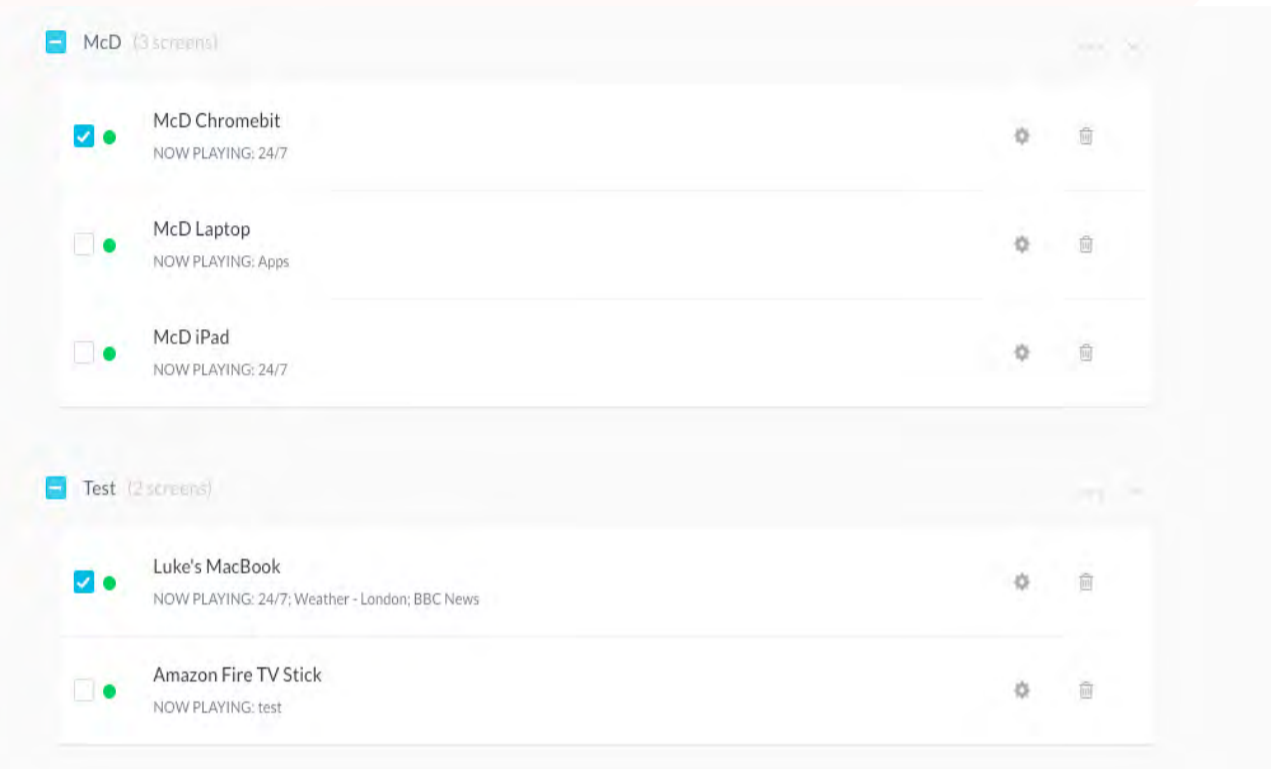 McD (3 screens)
McD Chromebit
NOW PLAYING: 24/7
McD Laptop
NOW PLAYING: Apps
McD iPad
NOW PLAYING: 24/7
Test (2 screens)
Luke's MacBook
NOW PLAYING: 24/7; Weather - London; BBC News
Amazon Fire TV Stick
NOW PLAYING: test